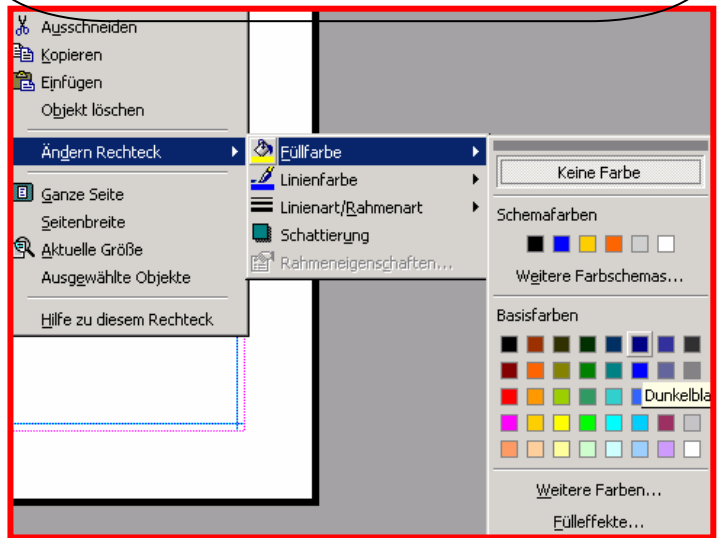 Ausschneiden
Kopieren
Einfügen
Objekt löschen
Ändern Rechteck
Ganze Seite
Seitenbreite
Aktuelle Größe
Ausgewählte Objekte
Hilfe zu diesem Rechteck
Füllfarbe
Linienfarbe
Linienart/Rahmenart
Schattierung
Rahmeneigenschaften...
Keine Farbe
Schemafarben
Weitere Farbschemas...
Basisfarben
Dunkelbla
Weitere Farben...
Fülleffekte...